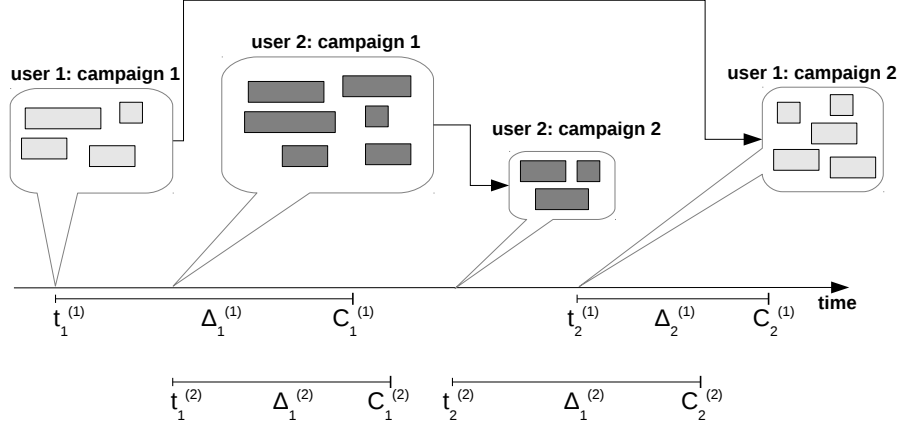 user 2: campaign 1
user 1: campaign 1
user 1: campaign 2
user 2: campaign 2
time
t₁⁽¹⁾ Δ₁⁽¹⁾ C₁⁽¹⁾ t₂⁽¹⁾ Δ₂⁽¹⁾ C₂⁽¹⁾
t₁⁽²⁾ Δ₁⁽²⁾ C₁⁽²⁾ t₂⁽²⁾ Δ₁⁽²⁾ C₂⁽²⁾